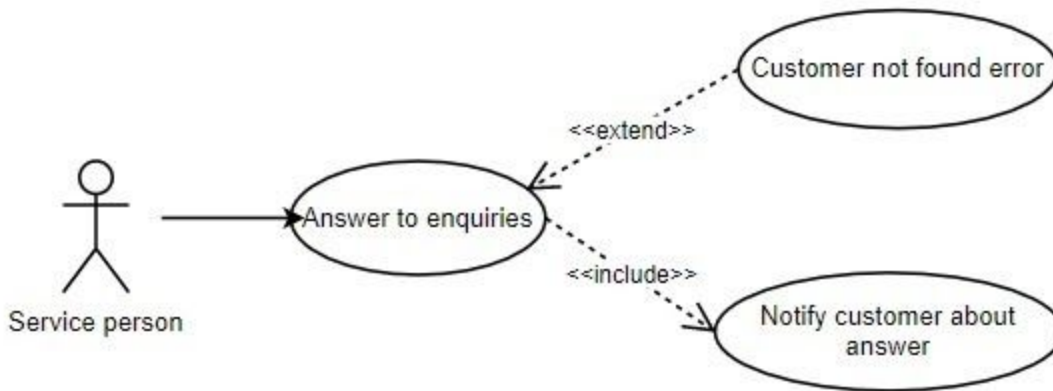 Customer not found error
<<extend>>
Answer to enquiries
<<include>>
Service person
Notify customer about
answer